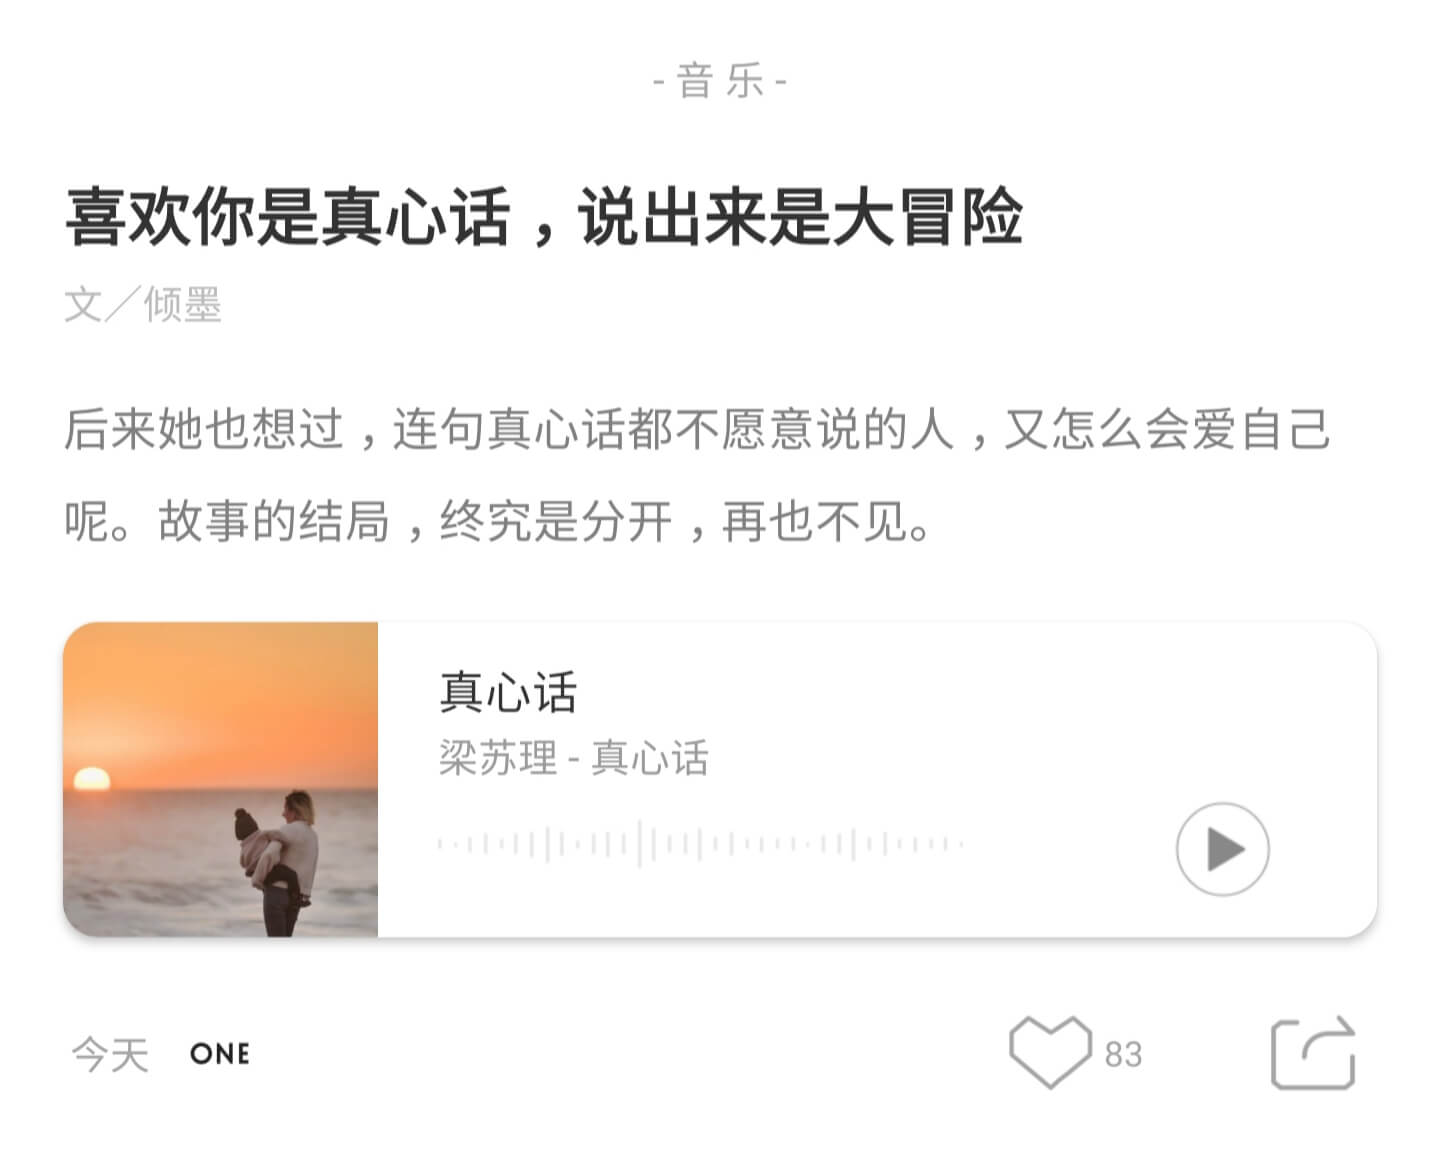 - 音 乐 -
喜欢你是真心话，说出来是大冒险
文／倾墨
后来她也想过，连句真心话都不愿意说的人，又怎么会爱自己
呢。故事的结局，终究是分开，再也不见。
真心话
梁苏理 - 真心话
今天 ONE 83